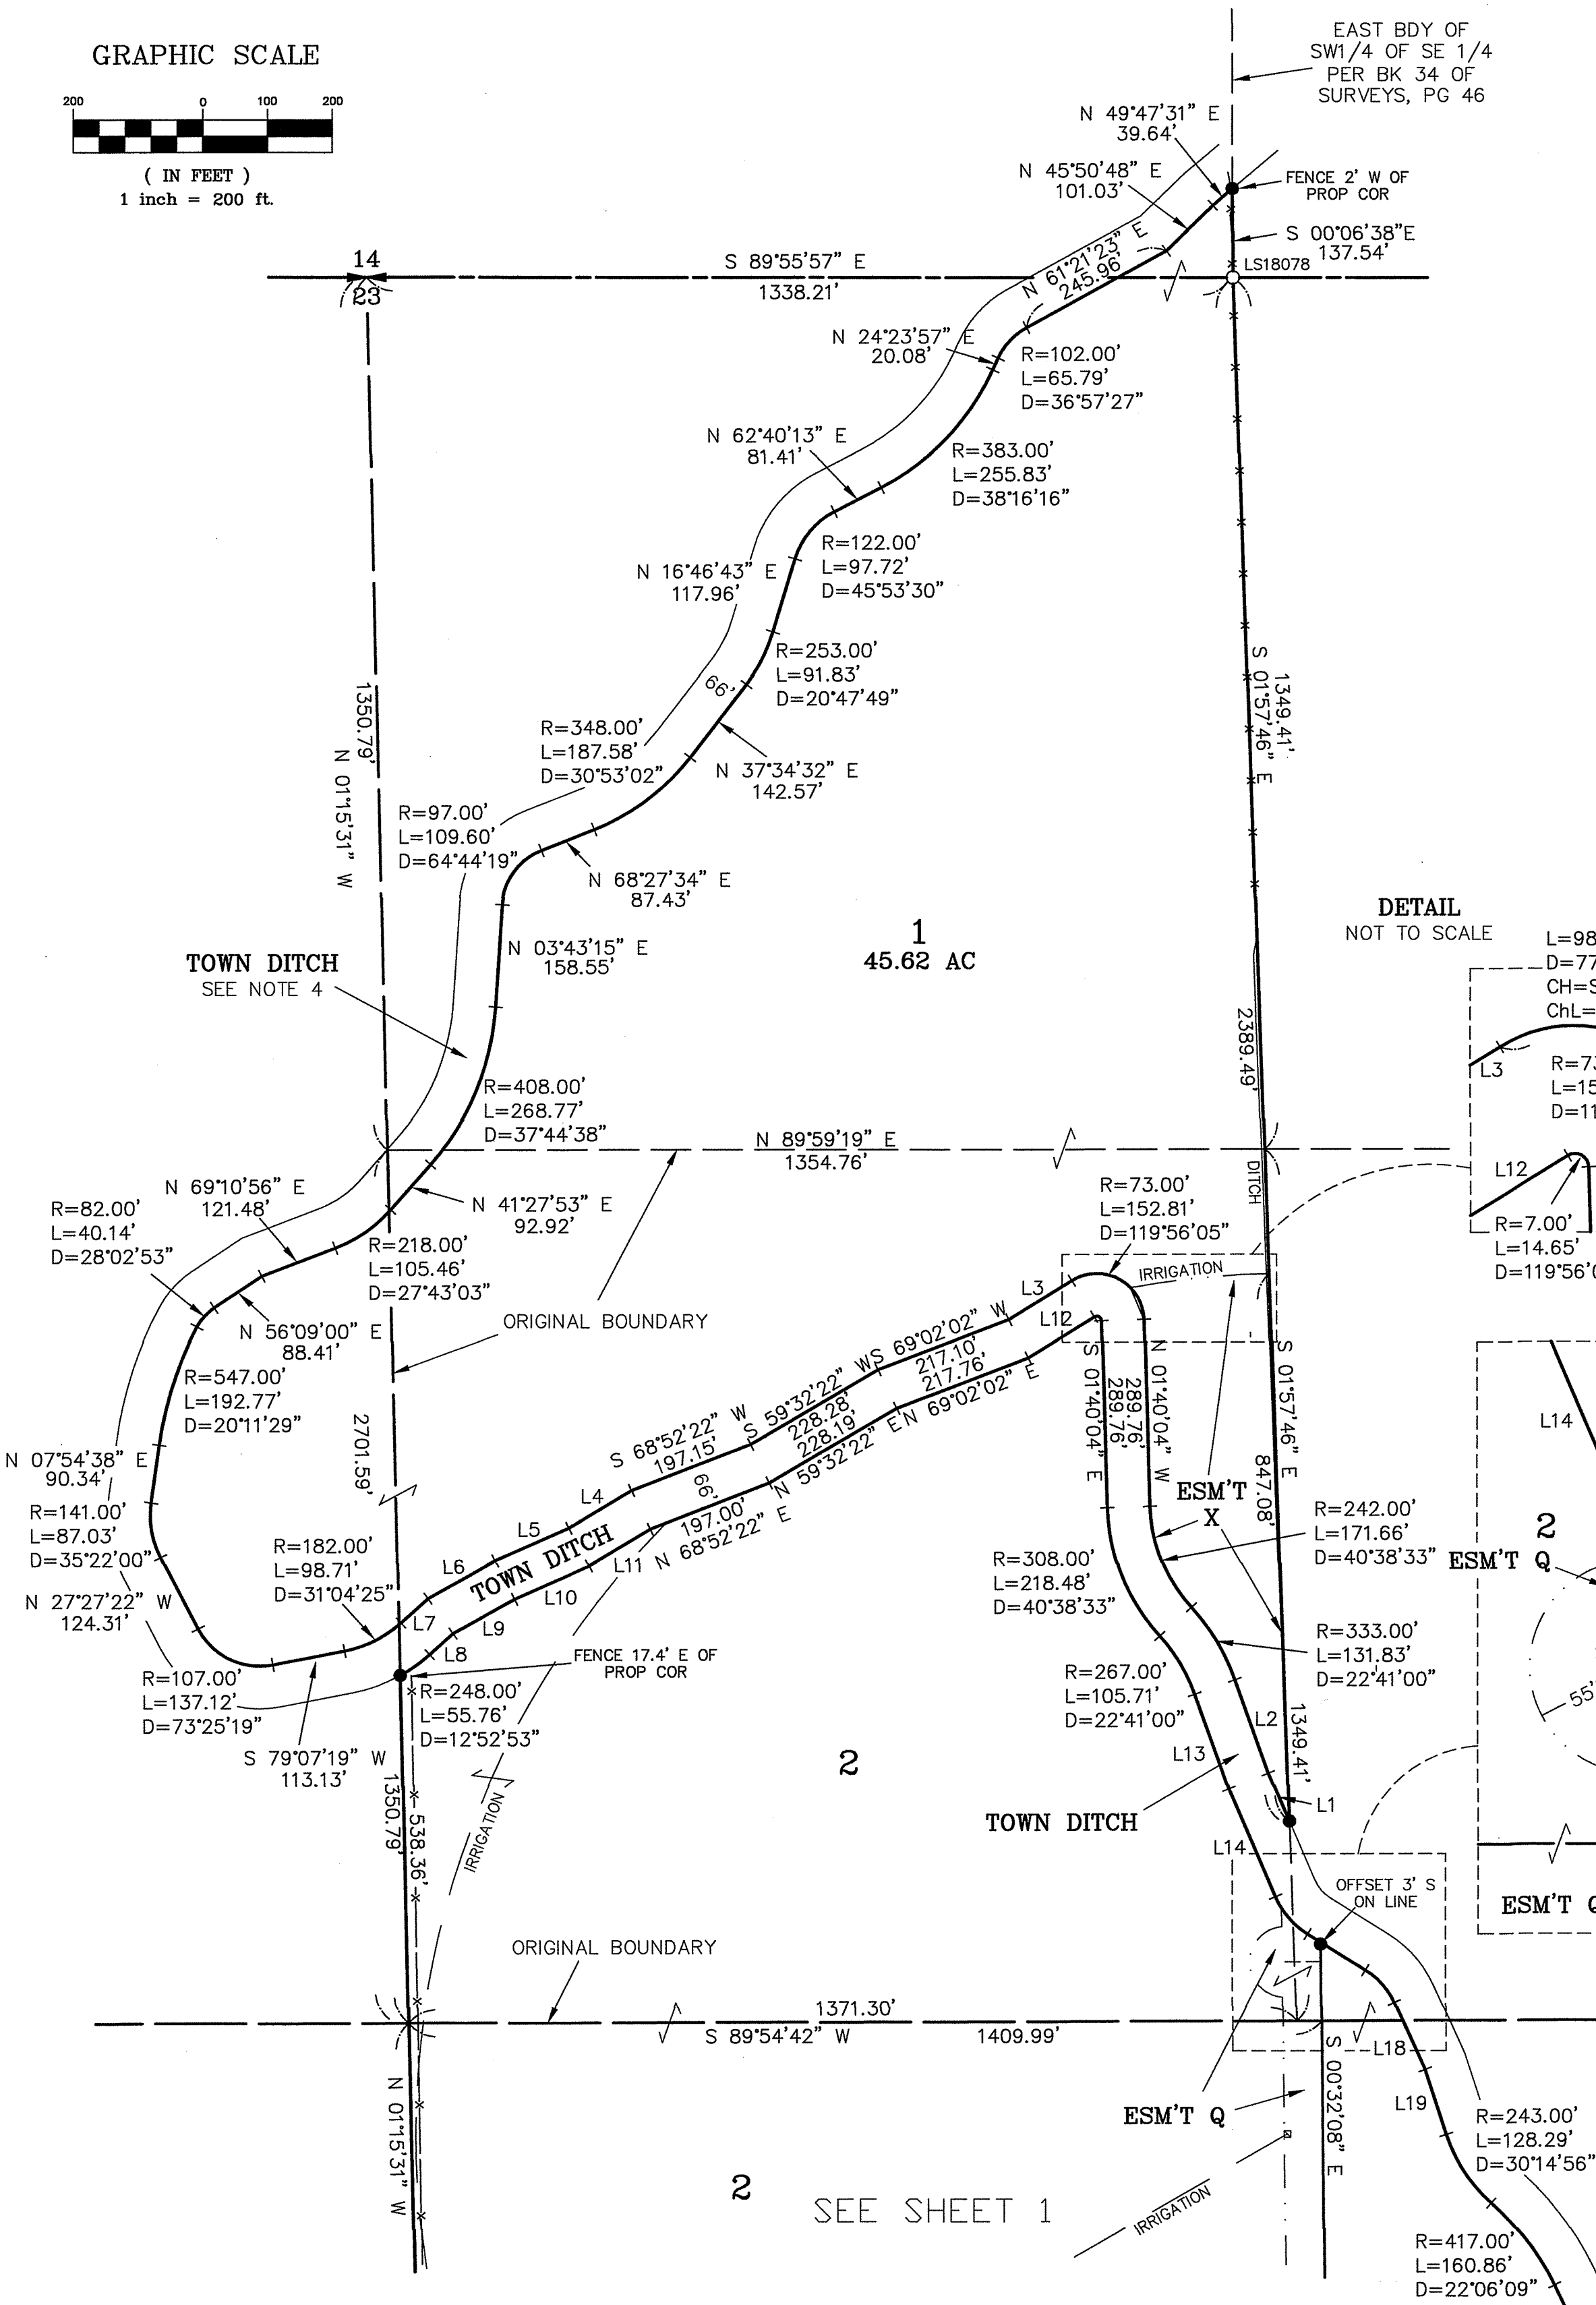 GRAPHIC SCALE
200 0 100 200
( IN FEET )
1 inch = 200 ft.
EAST BDY OF
SW1/4 OF SE 1/4
PER BK 34 OF
SURVEYS, PG 46
N 49°47'31" E
39.64'
N 45°50'48" E
101.03'
FENCE 2' W OF
PROP COR
S 00°06'38"E
137.54'
LS18078
14
23
S 89°55'57" E
1338.21'
N 61°21'23" E
245.96'
N 24°23'57" E
20.08'
R=102.00'
L=65.79'
D=36°57'27"
N 62°40'13" E
81.41'
R=383.00'
L=255.83'
D=38°16'16"
R=122.00'
L=97.72'
D=45°53'30"
N 16°46'43" E
117.96'
R=253.00'
L=91.83'
D=20°47'49"
66'
1350.79'
N 01°15'31" W
S 01°57'46" E
1349.41'
R=348.00'
L=187.58'
D=30°53'02"
N 37°34'32" E
142.57'
R=97.00'
L=109.60'
D=64°44'19"
N 68°27'34" E
87.43'
N 03°43'15" E
158.55'
1
45.62 AC
DETAIL
NOT TO SCALE
L=98
D=77
CH=S
ChL=
L3
R=73
L=15
D=11
L12
R=7.00'
L=14.65'
D=119°56'0
TOWN DITCH
SEE NOTE 4
2389.49'
R=408.00'
L=268.77'
D=37°44'38"
N 89°59'19" E
1354.76'
DITCH
N 69°10'56" E
121.48'
N 41°27'53" E
92.92'
R=82.00'
L=40.14'
D=28°02'53"
R=218.00'
L=105.46'
D=27°43'03"
R=73.00'
L=152.81'
D=119°56'05"
IRRIGATION
ORIGINAL BOUNDARY
N 56°09'00" E
88.41'
R=547.00'
L=192.77'
D=20°11'29"
L3
L12
S 69°02'02" W
217.10'
217.76'
N 69°02'02" E
S 59°32'22" W
228.28'
228.19'
N 59°32'22" E
S 68°52'22" W
197.15'
66'
197.00'
N 68°52'22" E
S 01°40'04" E
289.76'
289.76'
N 01°40'04" W
S 01°57'46" E
847.08'
N 07°54'38" E
90.34'
2701.59'
L4
L5
L6
TOWN DITCH
L11
L10
L9
L7
L8
ESM'T
X
R=242.00'
L=171.66'
D=40°38'33"
L14
2
ESM'T Q
55'
ESM'T Q
R=141.00'
L=87.03'
D=35°22'00"
R=182.00'
L=98.71'
D=31°04'25"
R=308.00'
L=218.48'
D=40°38'33"
N 27°27'22" W
124.31'
R=333.00'
L=131.83'
D=22°41'00"
FENCE 17.4' E OF
PROP COR
R=107.00'
L=137.12'
D=73°25'19"
R=248.00'
L=55.76'
D=12°52'53"
R=267.00'
L=105.71'
D=22°41'00"
L2
1349.41'
S 79°07'19" W
113.13'
1350.79'
538.36'
IRRIGATION
2
L13
L1
TOWN DITCH
L14
OFFSET 3' S
ON LINE
ORIGINAL BOUNDARY
1371.30'
S 89°54'42" W
1409.99'
L18
L19
N 01°15'31" W
ESM'T Q
S 00°32'08" E
R=243.00'
L=128.29'
D=30°14'56"
2
SEE SHEET 1
IRRIGATION
R=417.00'
L=160.86'
D=22°06'09"